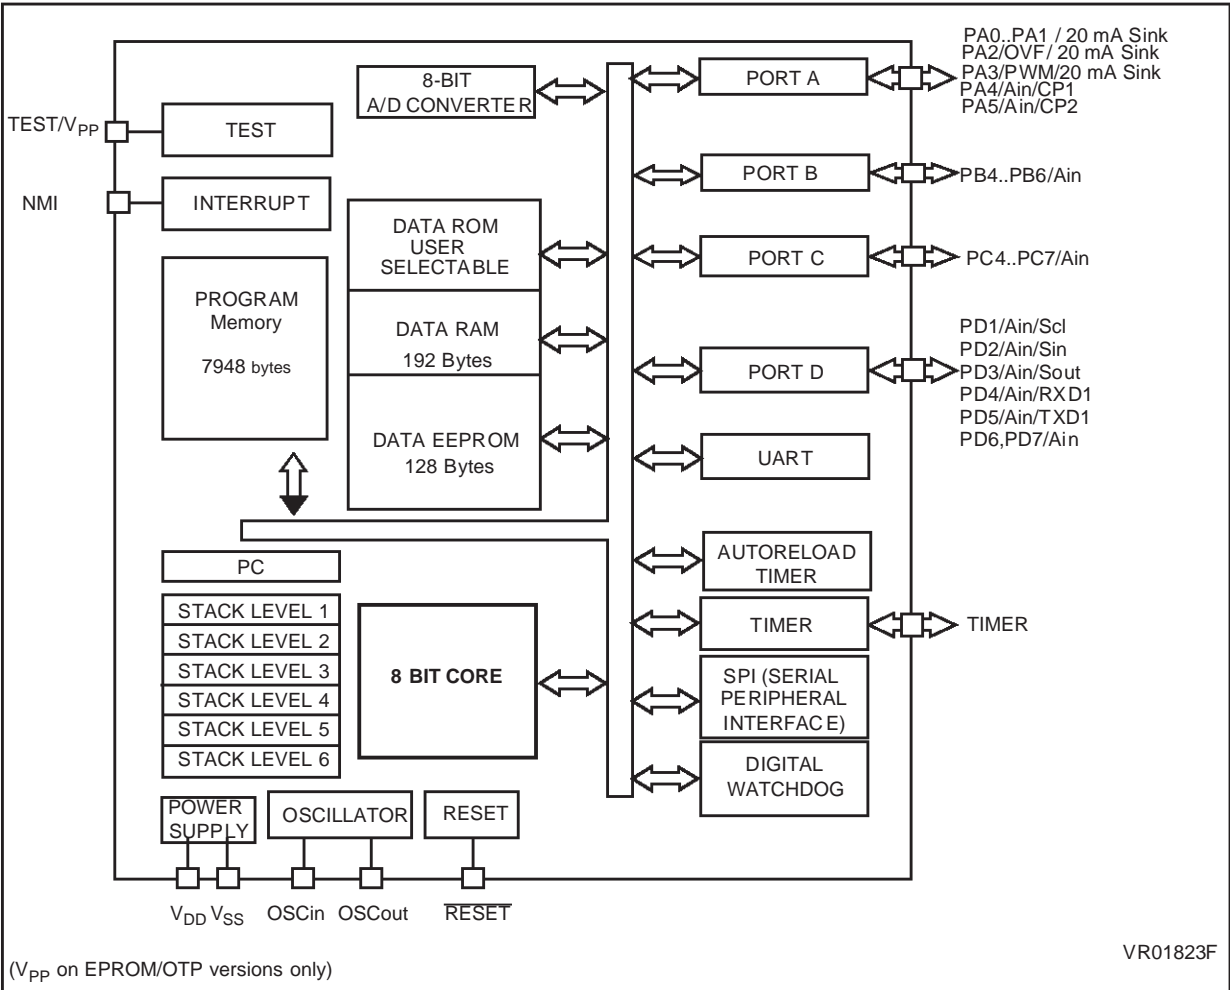 PA0..PA1 / 20 mA Sink
PA2/OVF/ 20 mA Sink
PA3/PWM/20 mA Sink
PA4/Ain/CP1
PA5/Ain/CP2
8-BIT
A/D CONVERTER
PORT A
TEST/VPP
TEST
PORT B
PB4..PB6/Ain
NMI
INTERRUPT
DATA ROM
USER
SELECTABLE
PORT C
PC4..PC7/Ain
PROGRAM
Memory
7948 bytes
DATA RAM
192 Bytes
PORT D
PD1/Ain/Scl
PD2/Ain/Sin
PD3/Ain/Sout
PD4/Ain/RXD1
PD5/Ain/TXD1
PD6,PD7/Ain
DATA EEPROM
128 Bytes
UART
PC
AUTORELOAD
TIMER
STACK LEVEL 1
STACK LEVEL 2
STACK LEVEL 3
STACK LEVEL 4
STACK LEVEL 5
STACK LEVEL 6
8 BIT CORE
TIMER
TIMER
SPI (SERIAL
PERIPHERAL
INTERFACE)
DIGITAL
WATCHDOG
POWER
SUPPLY
OSCILLATOR
RESET
VDD VSS
OSCin
OSCout
RESET
VR01823F
(VPP on EPROM/OTP versions only)